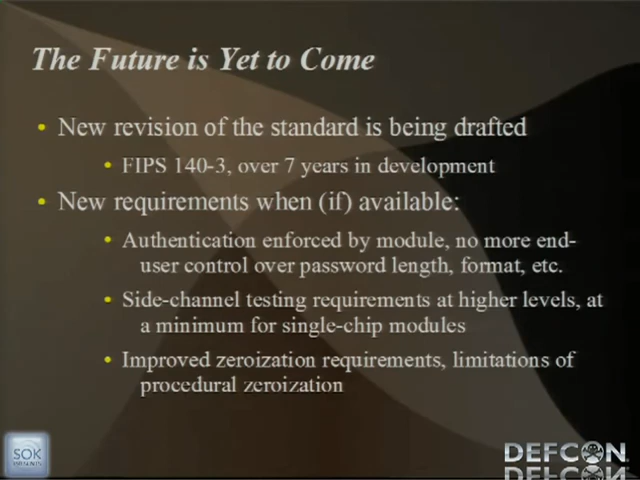 The Future is Yet to Come
• New revision of the standard is being drafted
• FIPS 140-3, over 7 years in development
• New requirements when (if) available:
• Authentication enforced by module, no more end-
user control over password length, format, etc.
• Side-channel testing requirements at higher levels, at
a minimum for single-chip modules
• Improved zeroization requirements, limitations of
procedural zeroization
SOK
DEFCON